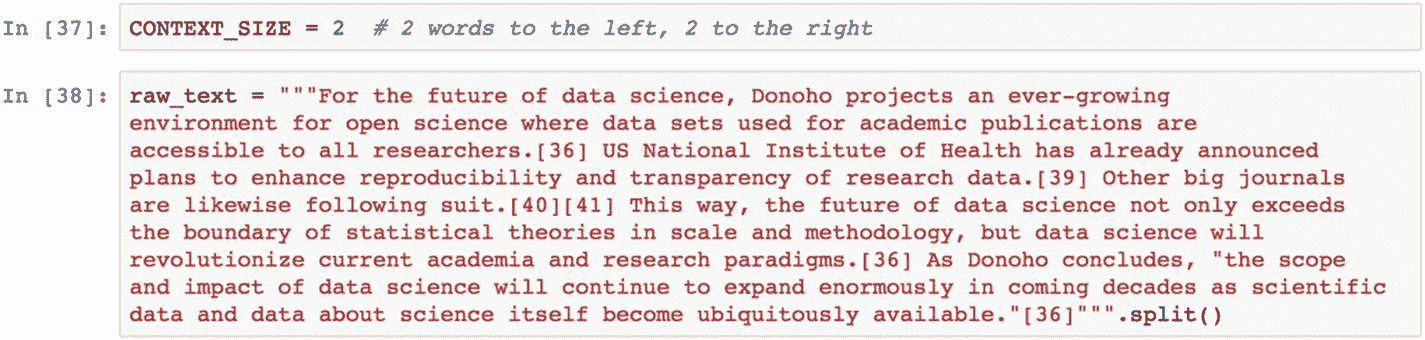 In [37]: CONTEXT_SIZE = 2  # 2 words to the left, 2 to the right
In [38]: raw_text = """For the future of data science, Donoho projects an ever-growing
environment for open science where data sets used for academic publications are
accessible to all researchers.[36] US National Institute of Health has already announced
plans to enhance reproducibility and transparency of research data.[39] Other big journals
are likewise following suit.[40][41] This way, the future of data science not only exceeds
the boundary of statistical theories in scale and methodology, but data science will
revolutionize current academia and research paradigms.[36] As Donoho concludes, "the scope
and impact of data science will continue to expand enormously in coming decades as scientific
data and data about science itself become ubiquitously available."[36]""".split()